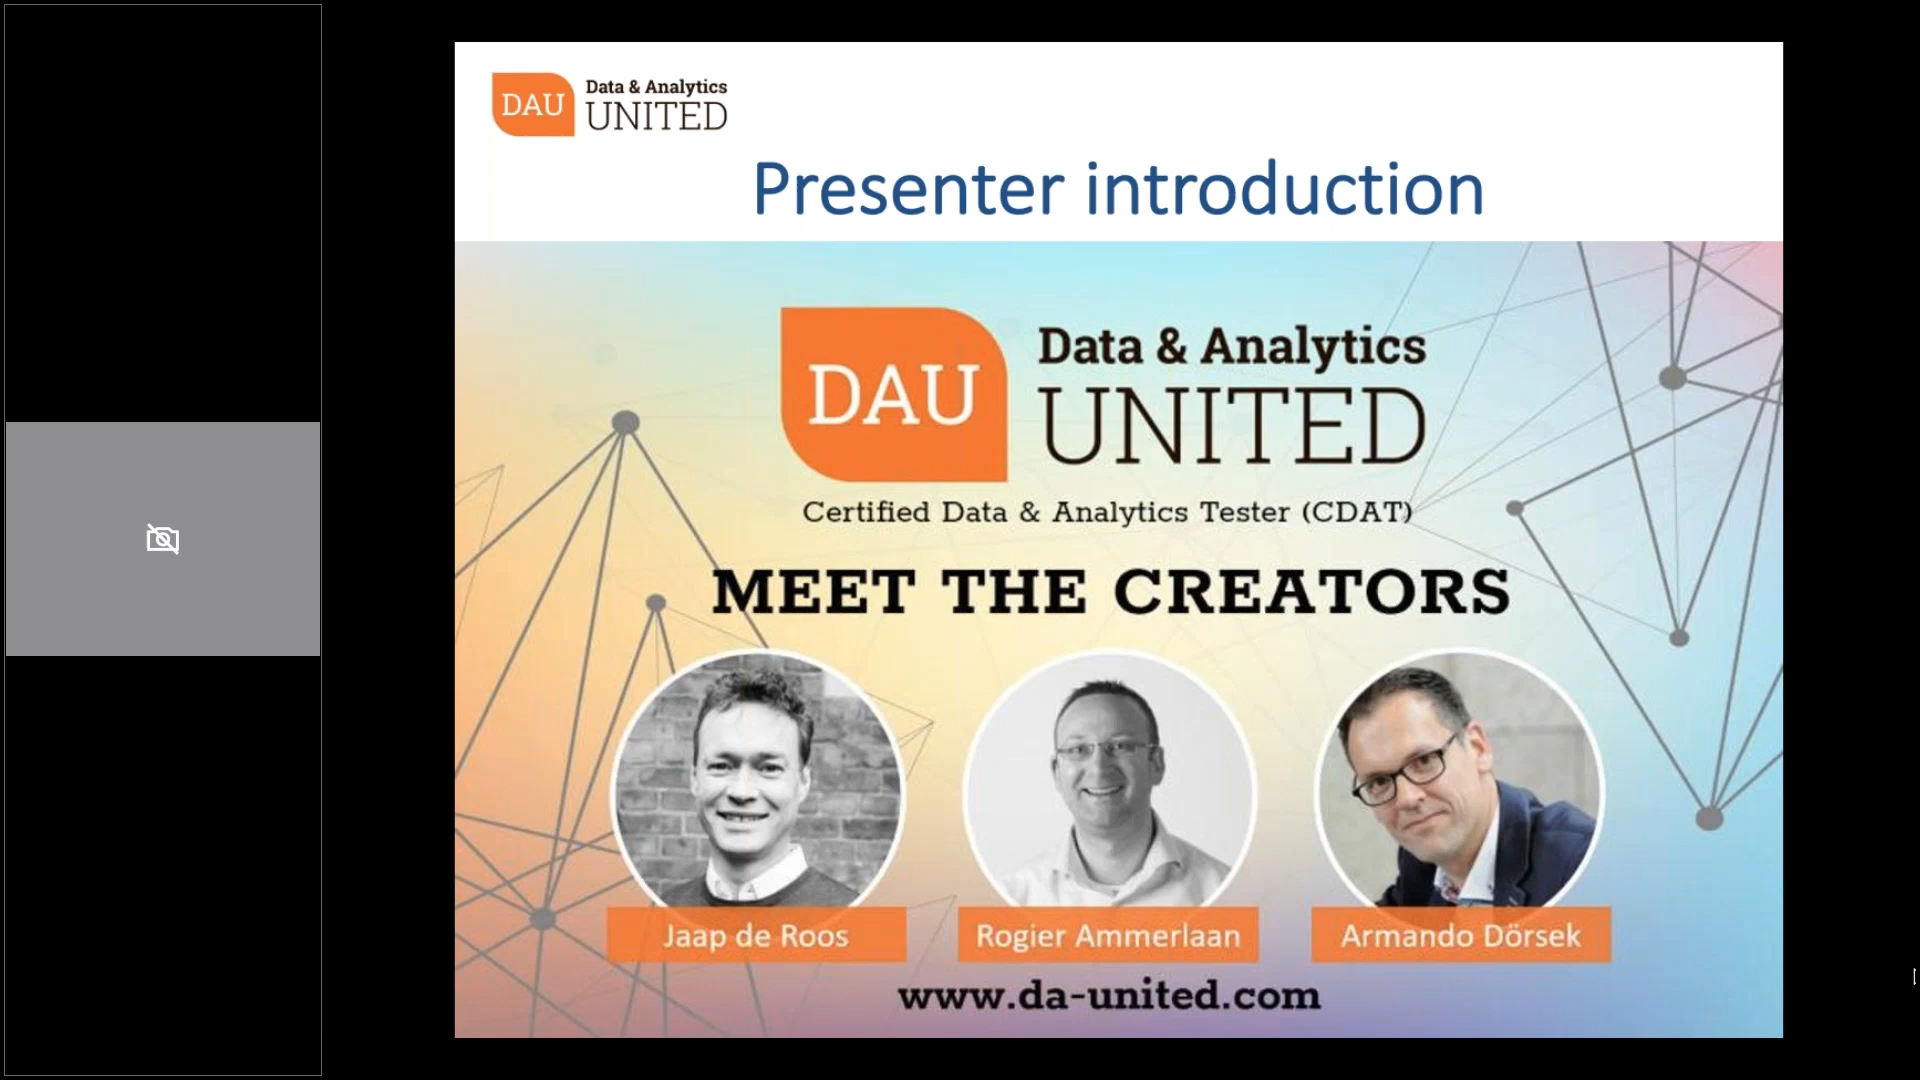 DAU
Data & Analytics
UNITED
Presenter introduction
DAU
Data & Analytics
UNITED
Certified Data & Analytics Tester (CDAT)
MEET THE CREATORS
Jaap de Roos
Rogier Ammerlaan
Armando Dörsek
www.da-united.com